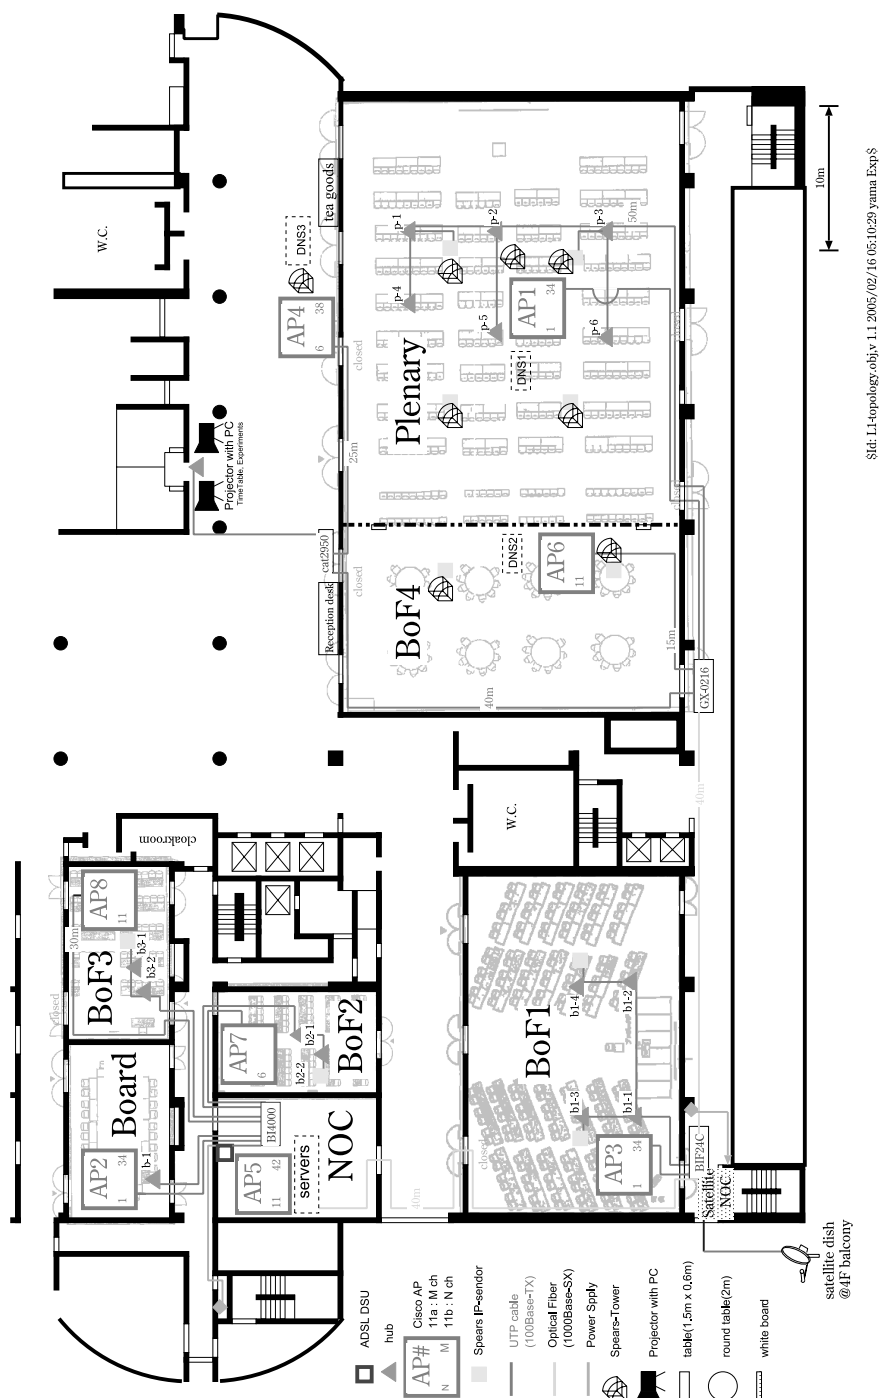 W.C.
tea goods
DNS3
AP4
38
6
closed
25m
Projector with PC
TimeTable, Experiments
cat2950
Reception desk
closed
p-1
p-2
p-3
50m
p-4
p-5
p-6
AP1
34
1
DNS1
Plenary
closed
10m
$Id: L1-topology.obj,v 1.1 2005/02/16 05:10:29 yama Exp$
DNS2
AP6
11
BoF4
15m
40m
GX-0216
40m
W.C.
cloakroom
AP8
11
30m
b3-1
b3-2
BoF3
closed
AP7
6
b2-1
b2-2
BoF2
Board
AP2
34
1
b-1
BI4000
AP5
42
11
servers
NOC
40m
BoF1
b1-4
b1-2
b1-3
b1-1
closed
AP3
34
1
BIF24C
Satellite
NOC
satellite dish
@4F balcony
ADSL DSU
hub
AP#
M
N
Cisco AP
11a : M ch
11b : N ch
Spears IP-sendor
UTP cable
(100Base-TX)
Optical Fiber
(1000Base-SX)
Power Spply
Spears-Tower
Projector with PC
table(1.5m x 0.6m)
round table(2m)
white board